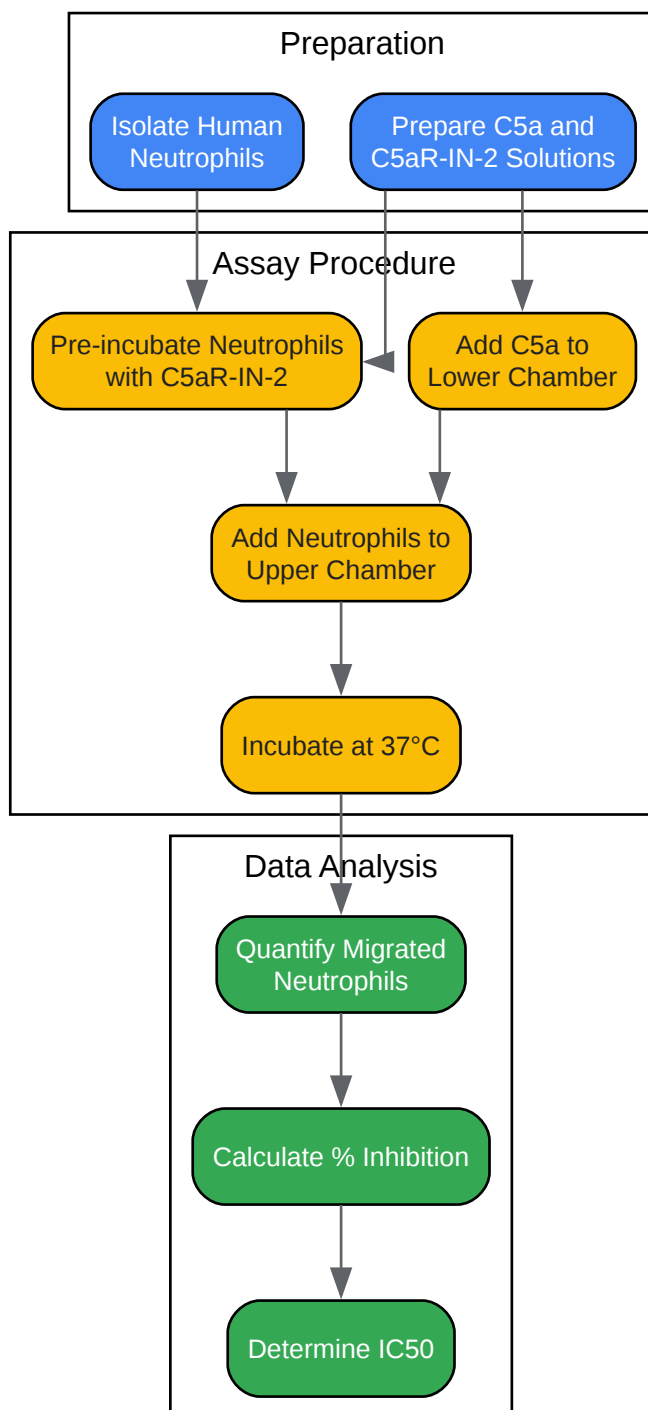 Preparation
Isolate Human
Neutrophils
Prepare C5a and
C5aR-IN-2 Solutions
Assay Procedure
Pre-incubate Neutrophils
with C5aR-IN-2
Add C5a to
Lower Chamber
Add Neutrophils to
Upper Chamber
Incubate at 37°C
Data Analysis
Quantify Migrated
Neutrophils
Calculate % Inhibition
Determine IC50